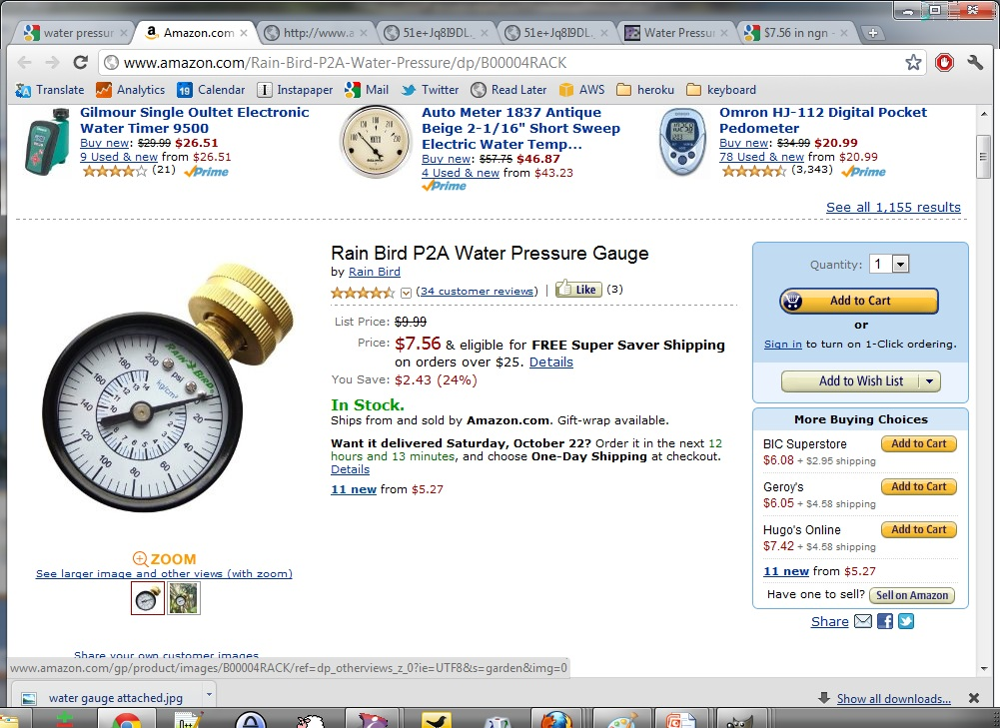 water pressur
Amazon.com
http://www.a
51e+Jq8I9DL.
51e+Jq8I9DL.
Water Pressur
$7.56 in ngn -
www.amazon.com/Rain-Bird-P2A-Water-Pressure/dp/B00004RACK
Translate Analytics 19 Calendar Instapaper Mail Twitter Read Later AWS heroku keyboard
Gilmour Single Oultet Electronic
Water Timer 9500
Buy new: $29.99 $26.51
9 Used & new from $26.51
(21) Prime
Auto Meter 1837 Antique
Beige 2-1/16" Short Sweep
Electric Water Temp...
Buy new: $57.75 $46.87
4 Used & new from $43.23
Prime
Omron HJ-112 Digital Pocket
Pedometer
Buy new: $34.99 $20.99
78 Used & new from $20.99
(3,343) Prime
See all 1,155 results
Rain Bird P2A Water Pressure Gauge
by Rain Bird
(34 customer reviews) | Like (3)
List Price: $9.99
Price: $7.56 & eligible for FREE Super Saver Shipping
on orders over $25. Details
You Save: $2.43 (24%)
In Stock.
Ships from and sold by Amazon.com. Gift-wrap available.
Want it delivered Saturday, October 22? Order it in the next 12
hours and 13 minutes, and choose One-Day Shipping at checkout.
Details
11 new from $5.27
RAIN BIRD
psi
kg/cm²
200
180
160
140
120
100
80
60
40
ZOOM
See larger image and other views (with zoom)
Share your own customer images
Quantity: 1
Add to Cart
or
Sign in to turn on 1-Click ordering.
Add to Wish List
More Buying Choices
BIC Superstore Add to Cart
$6.08 + $2.95 shipping
Geroy's Add to Cart
$6.05 + $4.58 shipping
Hugo's Online Add to Cart
$7.42 + $4.58 shipping
11 new from $5.27
Have one to sell? Sell on Amazon
Share
www.amazon.com/gp/product/images/B00004RACK/ref=dp_otherviews_z_0?ie=UTF8&s=garden&img=0
water gauge attached.jpg
Show all downloads...